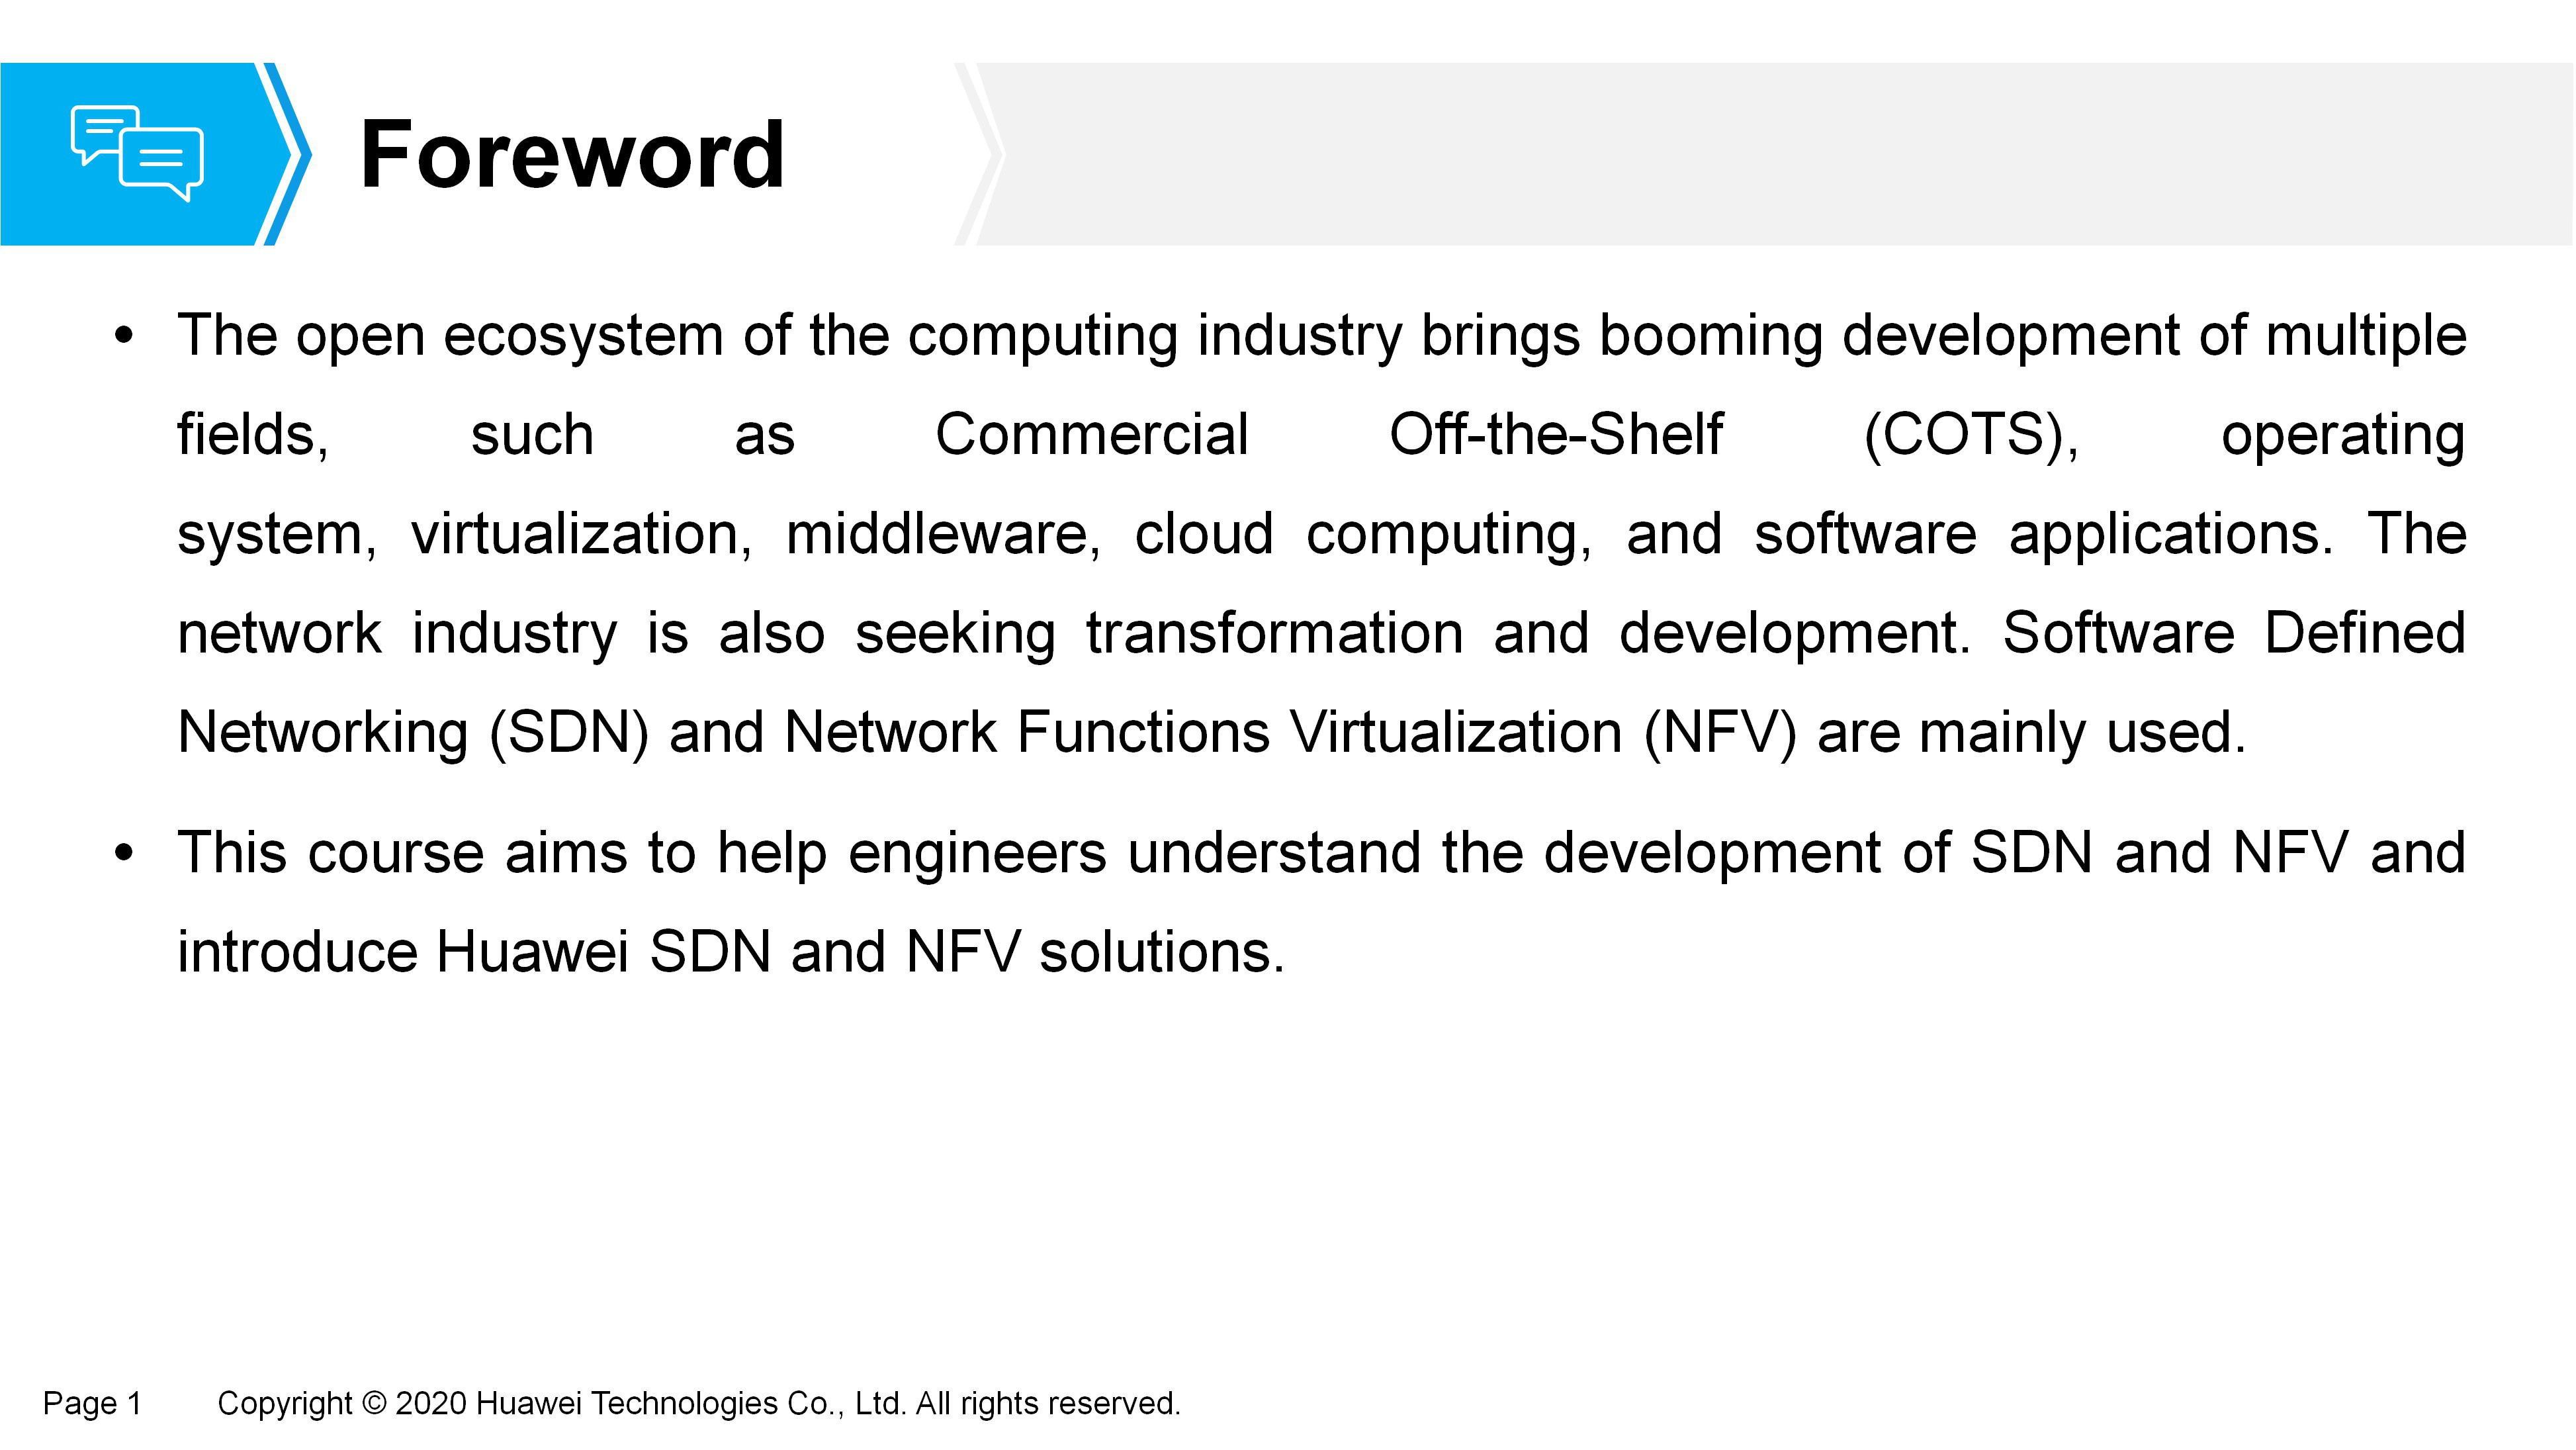 Foreword
• The open ecosystem of the computing industry brings booming development of multiple
fields, such as Commercial Off-the-Shelf (COTS), operating
system, virtualization, middleware, cloud computing, and software applications. The
network industry is also seeking transformation and development. Software Defined
Networking (SDN) and Network Functions Virtualization (NFV) are mainly used.
• This course aims to help engineers understand the development of SDN and NFV and
introduce Huawei SDN and NFV solutions.
Page 1 Copyright © 2020 Huawei Technologies Co., Ltd. All rights reserved.